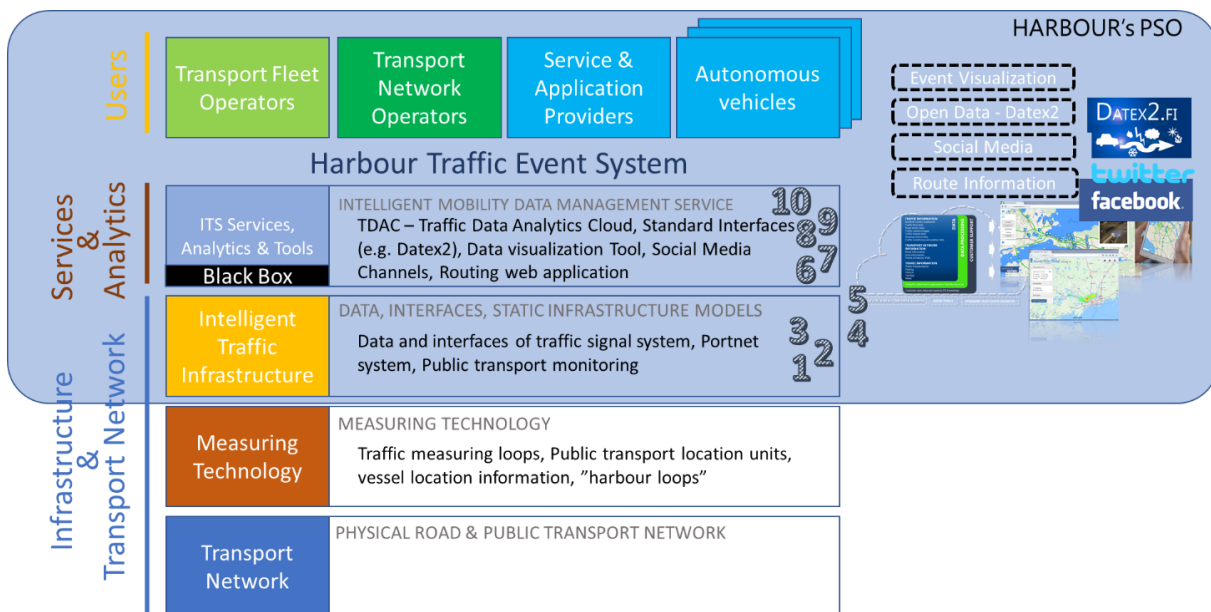 HARBOUR's PSO
Users
Transport Fleet
Operators
Transport
Network
Operators
Service &
Application
Providers
Autonomous
vehicles
Event Visualization
Open Data - Datex2
Social Media
Route Information
DATEX2.FI
twitter
facebook
Harbour Traffic Event System
Services
&
Analytics
ITS Services,
Analytics & Tools
Black Box
INTELLIGENT MOBILITY DATA MANAGEMENT SERVICE
TDAC – Traffic Data Analytics Cloud, Standard Interfaces
(e.g. Datex2), Data visualization Tool, Social Media
Channels, Routing web application
10
9
8
7
6
DATA
DATA PROCESSING
CUSTOMER SUPPORT
Infrastructure
&
Transport Network
Intelligent
Traffic
Infrastructure
DATA, INTERFACES, STATIC INFRASTRUCTURE MODELS
Data and interfaces of traffic signal system, Portnet
system, Public transport monitoring
5
4
3
2
1
Measuring
Technology
MEASURING TECHNOLOGY
Traffic measuring loops, Public transport location units,
vessel location information, ”harbour loops”
Transport
Network
PHYSICAL ROAD & PUBLIC TRANSPORT NETWORK